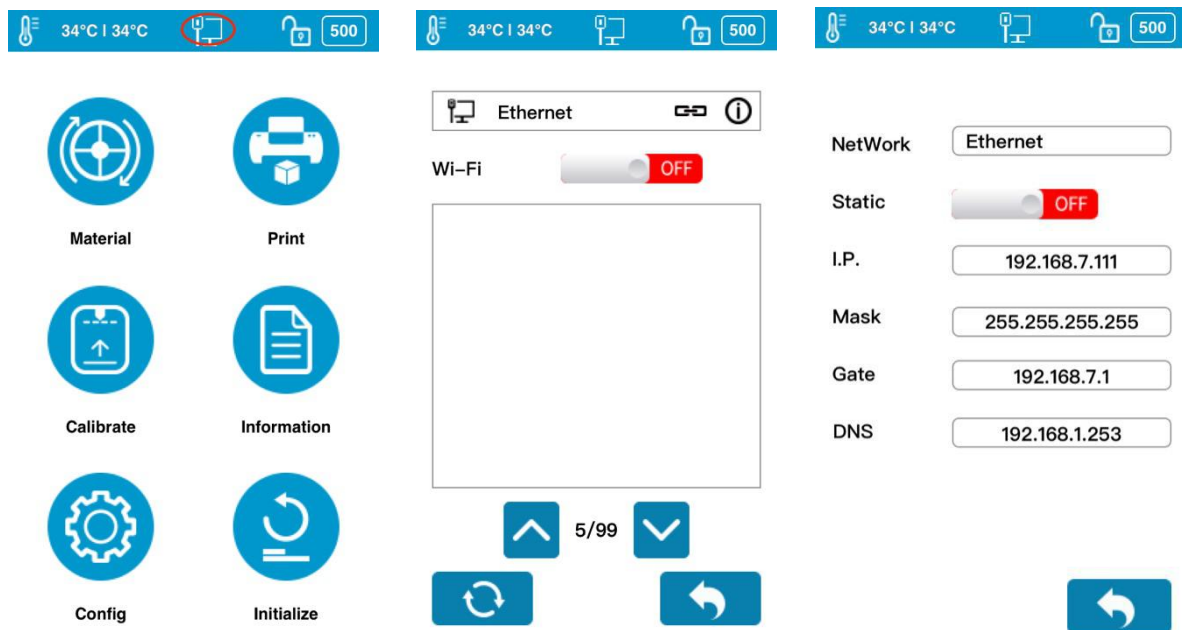 34°C | 34°C
500
Material
Print
Calibrate
Information
Config
Initialize
34°C | 34°C
500
Ethernet
Wi-Fi
OFF
5/99
34°C | 34°C
500
NetWork
Ethernet
Static
OFF
I.P.
192.168.7.111
Mask
255.255.255.255
Gate
192.168.7.1
DNS
192.168.1.253